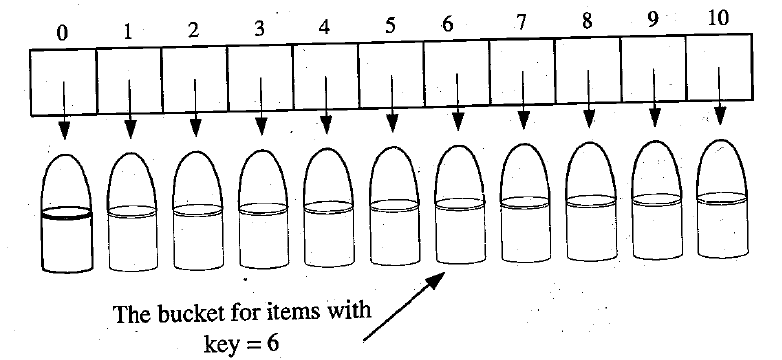 0 1 2 3 4 5 6 7 8 9 10
The bucket for items with
key = 6